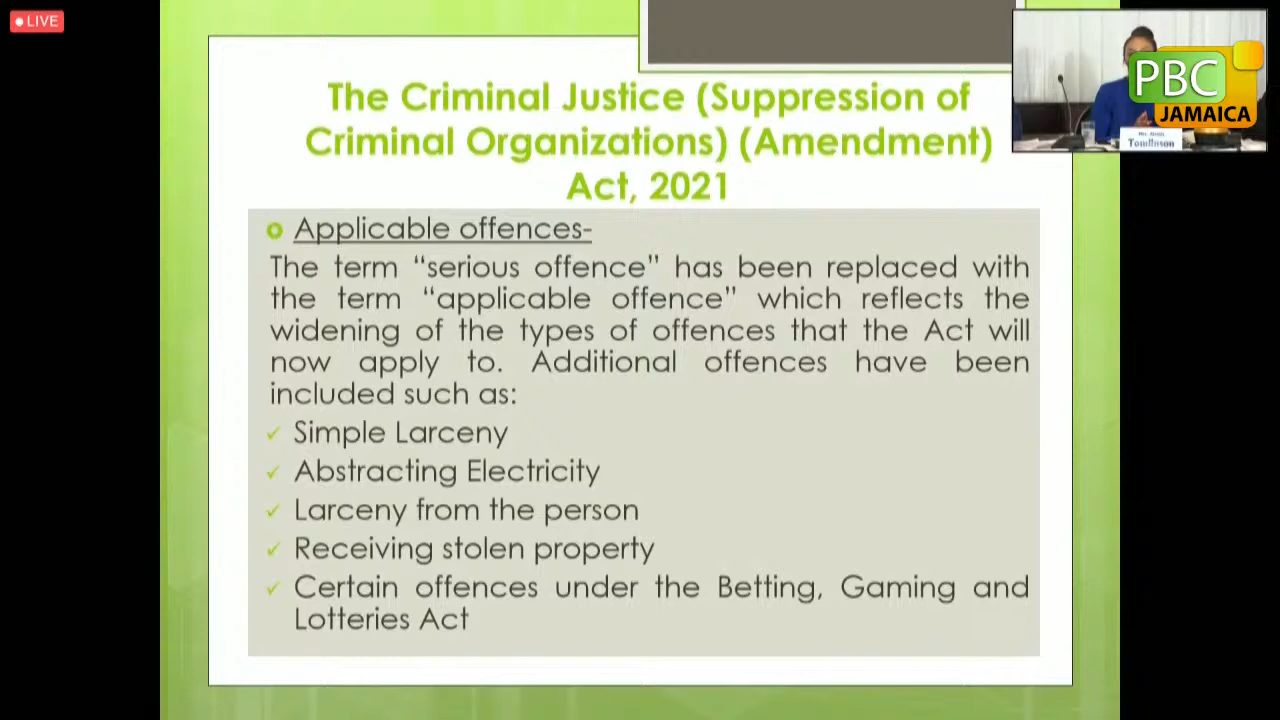 LIVE
PBC
JAMAICA
Tomlinson
The Criminal Justice (Suppression of
Criminal Organizations) (Amendment)
Act, 2021
Applicable offences-
The term “serious offence” has been replaced with
the term “applicable offence” which reflects the
widening of the types of offences that the Act will
now apply to. Additional offences have been
included such as:
Simple Larceny
Abstracting Electricity
Larceny from the person
Receiving stolen property
Certain offences under the Betting, Gaming and
Lotteries Act